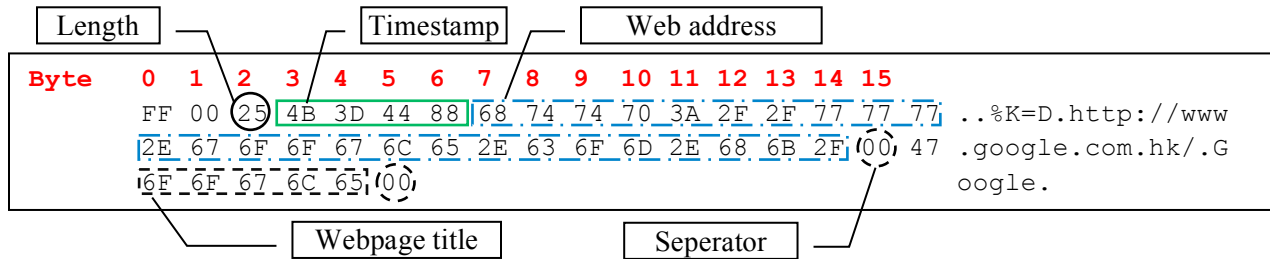 Length Timestamp Web address
Byte 0 1 2 3 4 5 6 7 8 9 10 11 12 13 14 15
FF 00 25 4B 3D 44 88 68 74 74 70 3A 2F 2F 77 77 77 ..%K=D.http://www
2E 67 6F 6F 67 6C 65 2E 63 6F 6D 2E 68 6B 2F 00 47 .google.com.hk/.G
6F 6F 67 6C 65 00 oogle.
Webpage title Seperator